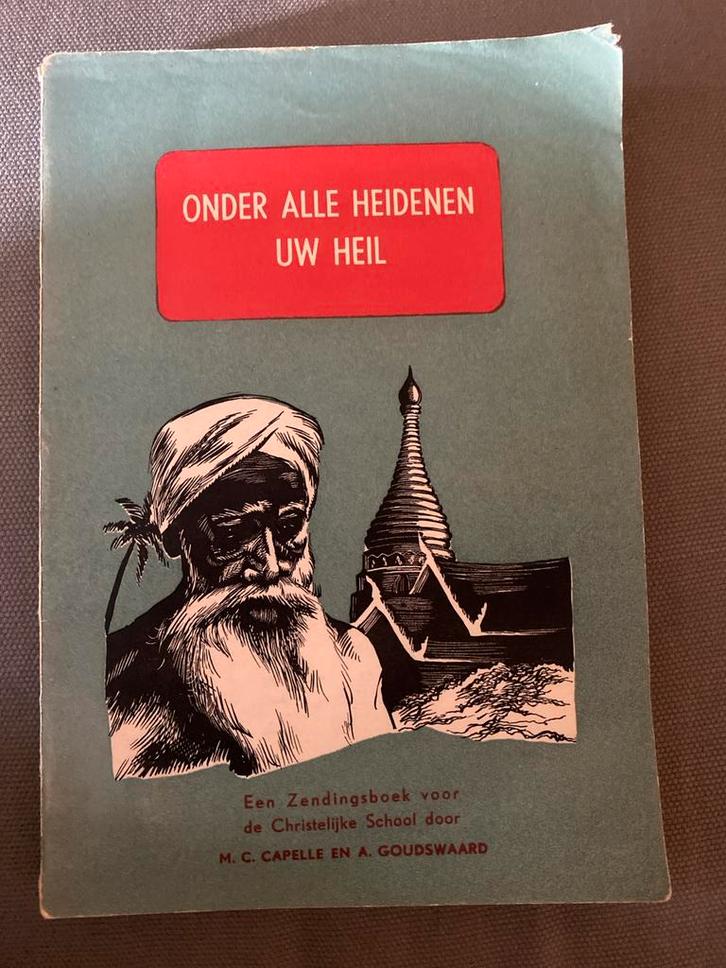 ONDER ALLE HEIDENEN
UW HEIL
Een Zendingsboek voor
de Christelijke School door
M. C. CAPELLE EN A. GOUDSWAARD